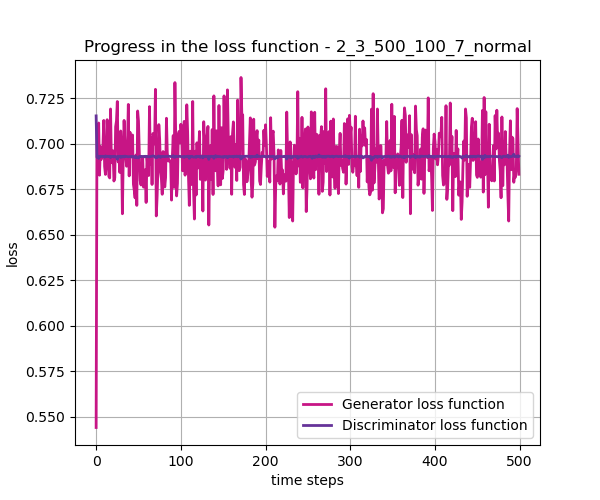 Progress in the loss function - 2_3_500_100_7_normal
loss
0.725
0.700
0.675
0.650
0.625
0.600
0.575
0.550
Generator loss function
Discriminator loss function
0 100 200 300 400 500
time steps